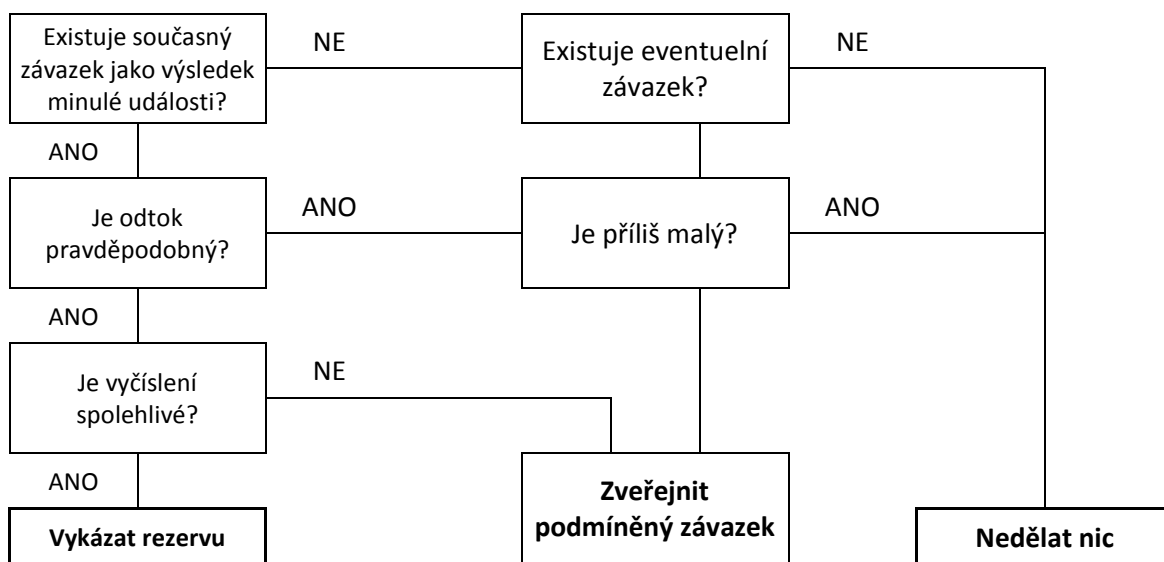 Existuje současný
závazek jako výsledek
minulé události?
NE
Existuje eventuelní
závazek?
NE
ANO
Je odtok
pravděpodobný?
ANO
Je příliš malý?
ANO
ANO
Je vyčíslení
spolehlivé?
NE
ANO
Vykázat rezervu
Zveřejnit
podmíněný závazek
Nedělat nic